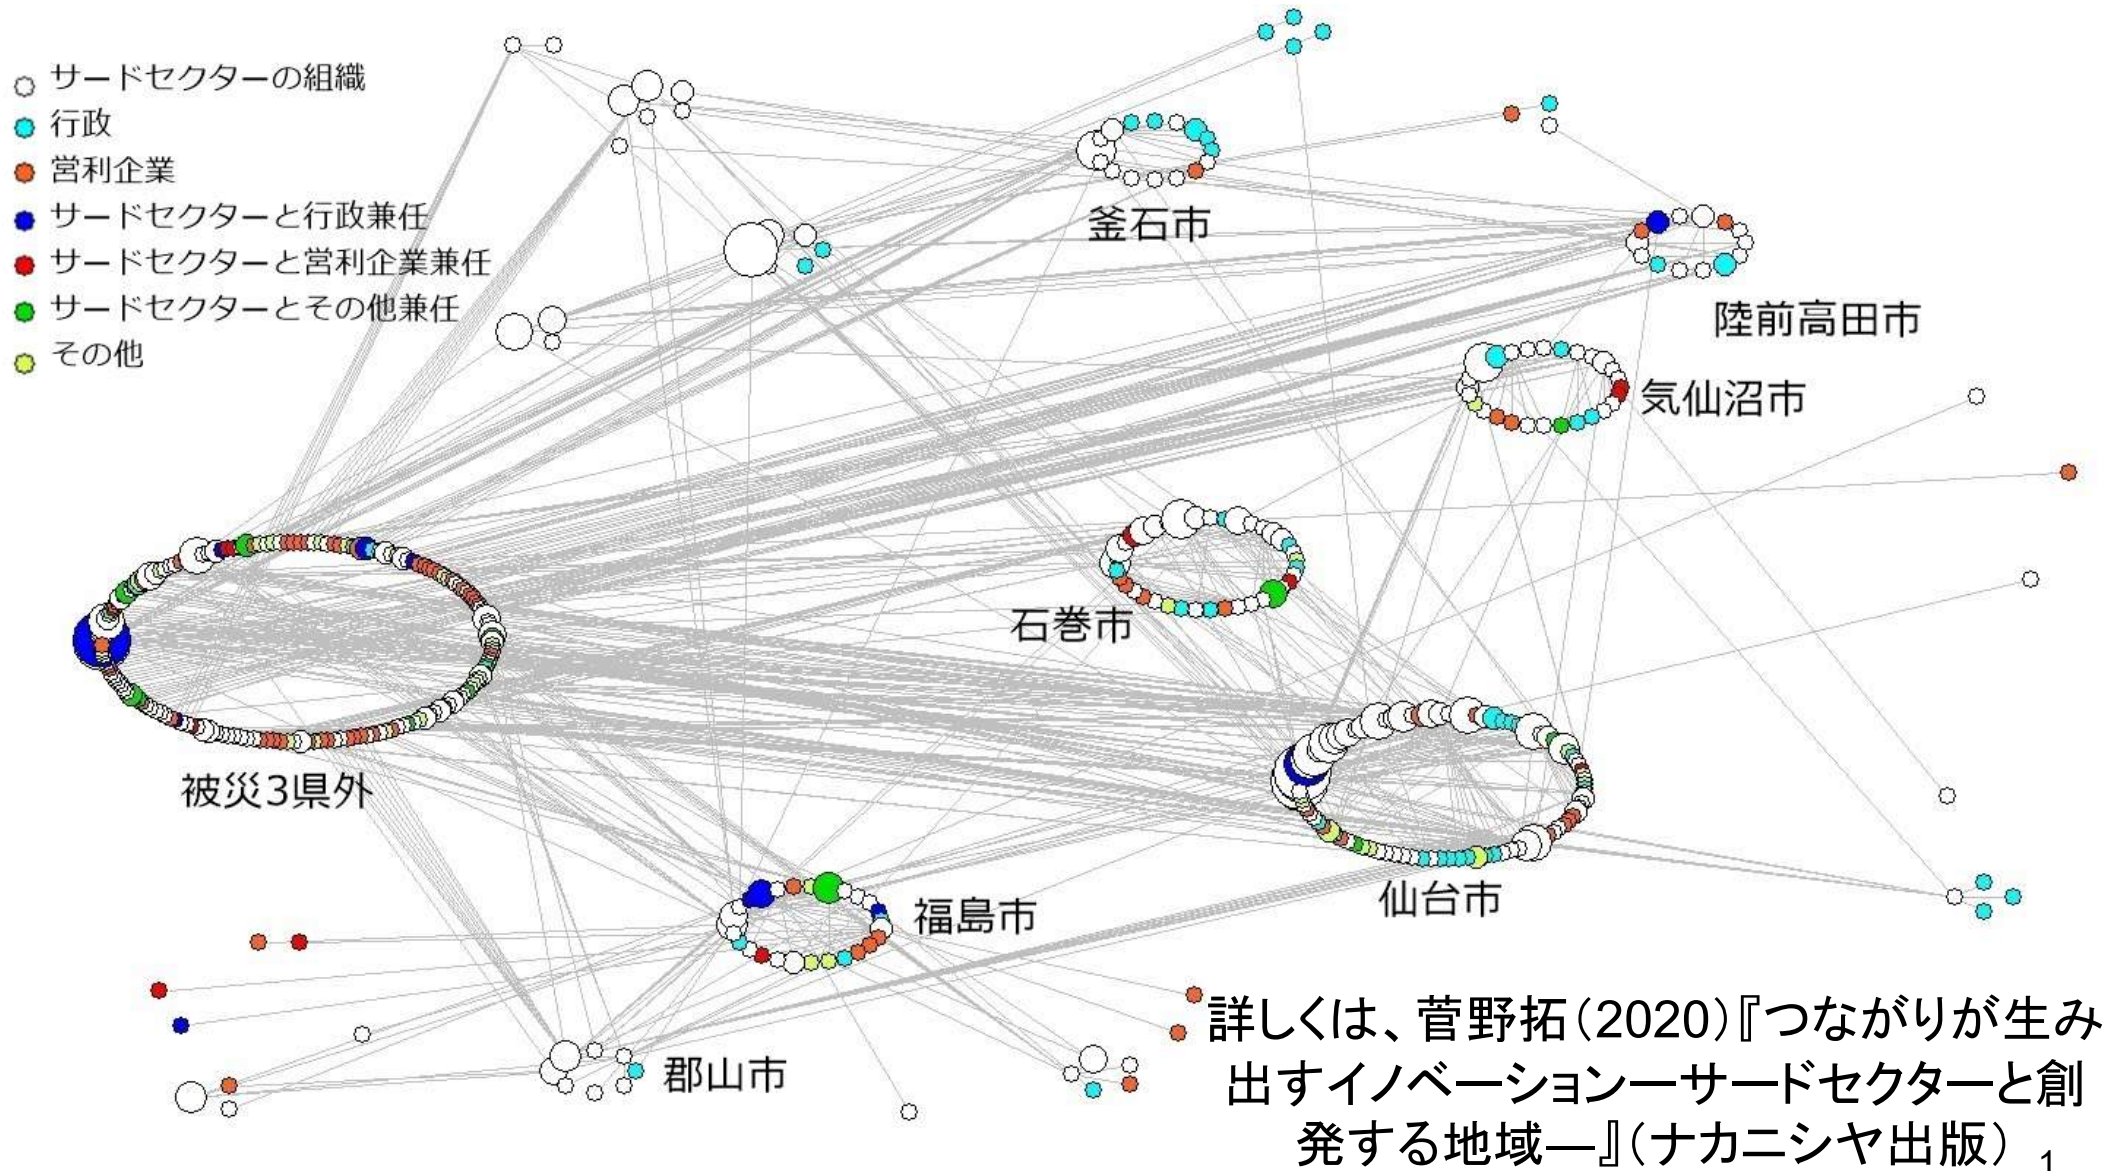 サードセクターの組織
行政
営利企業
サードセクターと行政兼任
サードセクターと営利企業兼任
サードセクターとその他兼任
その他
釜石市
陸前高田市
気仙沼市
石巻市
被災3県外
仙台市
福島市
郡山市
詳しくは、菅野拓（2020）『つながりが生み
出すイノベーション―サードセクターと創
発する地域―』（ナカニシヤ出版）
1